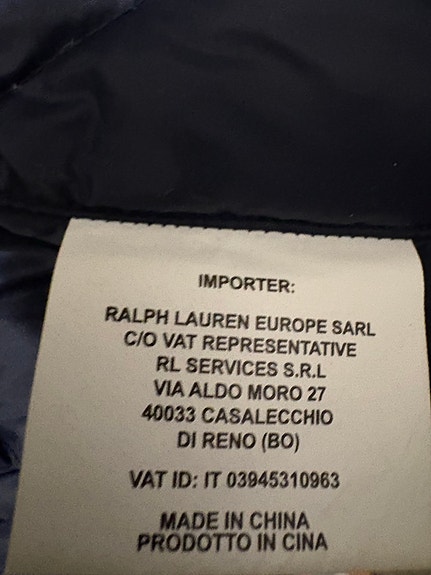 IMPORTER:
RALPH LAUREN EUROPE SARL
C/O VAT REPRESENTATIVE
RL SERVICES S.R.L
VIA ALDO MORO 27
40033 CASALECCHIO
DI RENO (BO)
VAT ID: IT 03945310963
MADE IN CHINA
PRODOTTO IN CINA